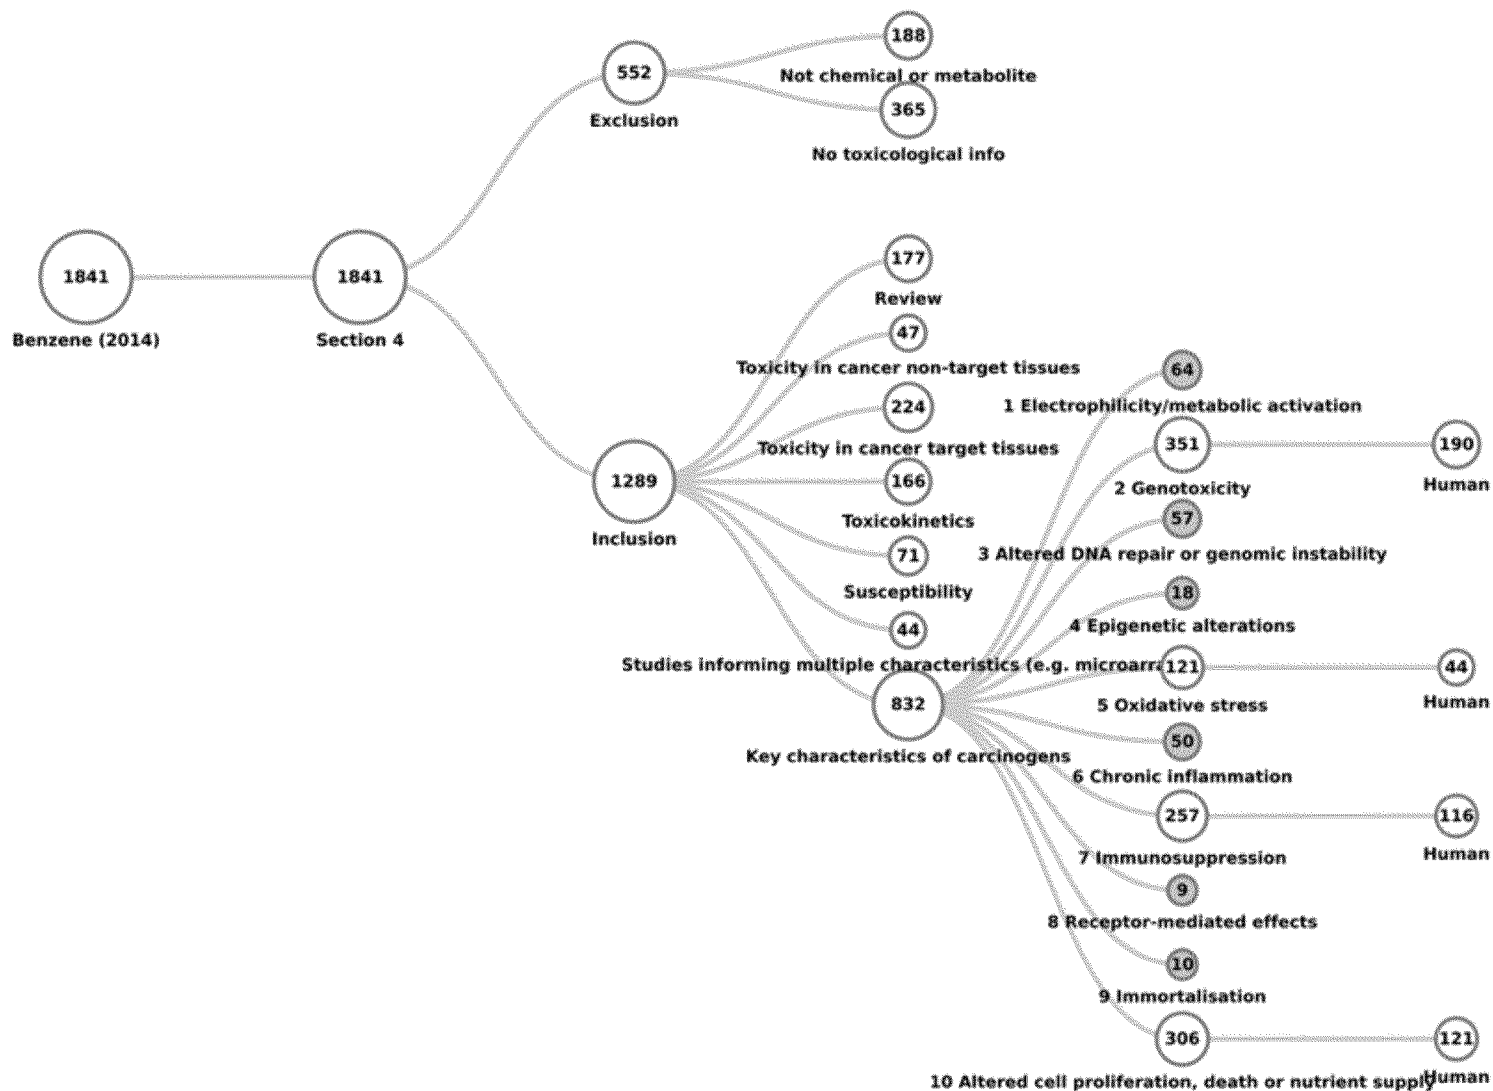 1841
Benzene (2014)
1841
Section 4
552
Exclusion
188
Not chemical or metabolite
365
No toxicological info
1289
Inclusion
177
Review
47
Toxicity in cancer non-target tissues
224
Toxicity in cancer target tissues
166
Toxicokinetics
71
Susceptibility
44
Studies informing multiple characteristics (e.g. microarra
832
Key characteristics of carcinogens
64
1 Electrophilicity/metabolic activation
351
2 Genotoxicity
190
Human
57
3 Altered DNA repair or genomic instability
18
4 Epigenetic alterations
121
5 Oxidative stress
44
Human
50
6 Chronic inflammation
257
7 Immunosuppression
116
Human
9
8 Receptor-mediated effects
10
9 Immortalisation
306
10 Altered cell proliferation, death or nutrient supply
121
Human